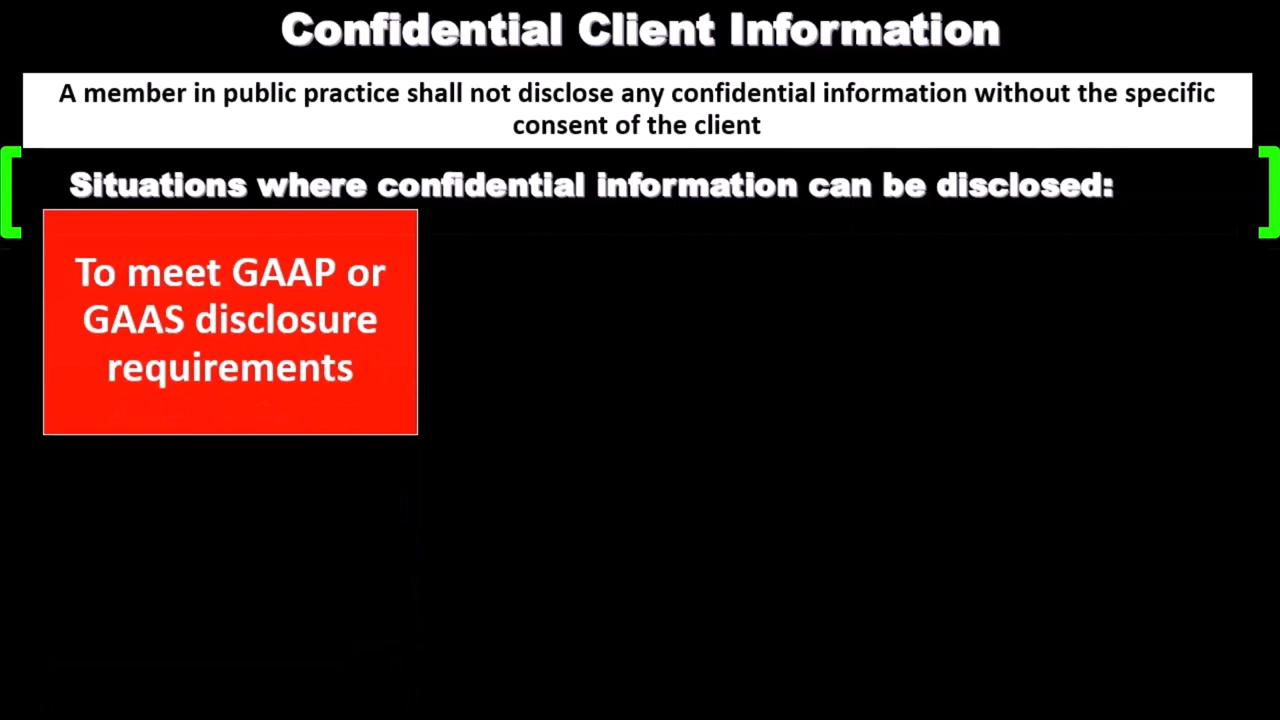 Confidential Client Information
A member in public practice shall not disclose any confidential information without the specific
consent of the client
Situations where confidential information can be disclosed:
To meet GAAP or
GAAS disclosure
requirements